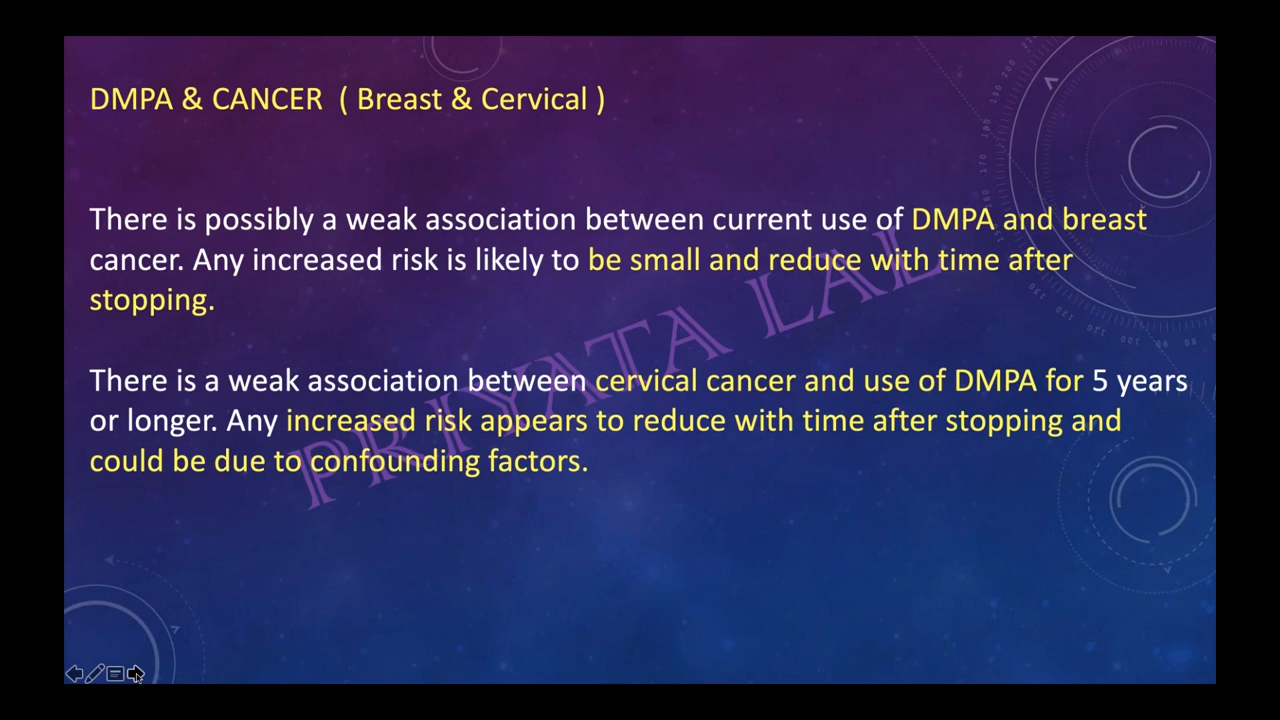 DMPA & CANCER ( Breast & Cervical )
There is possibly a weak association between current use of DMPA and breast
cancer. Any increased risk is likely to be small and reduce with time after
stopping.
There is a weak association between cervical cancer and use of DMPA for 5 years
or longer. Any increased risk appears to reduce with time after stopping and
could be due to confounding factors.
PRIYATA LAL